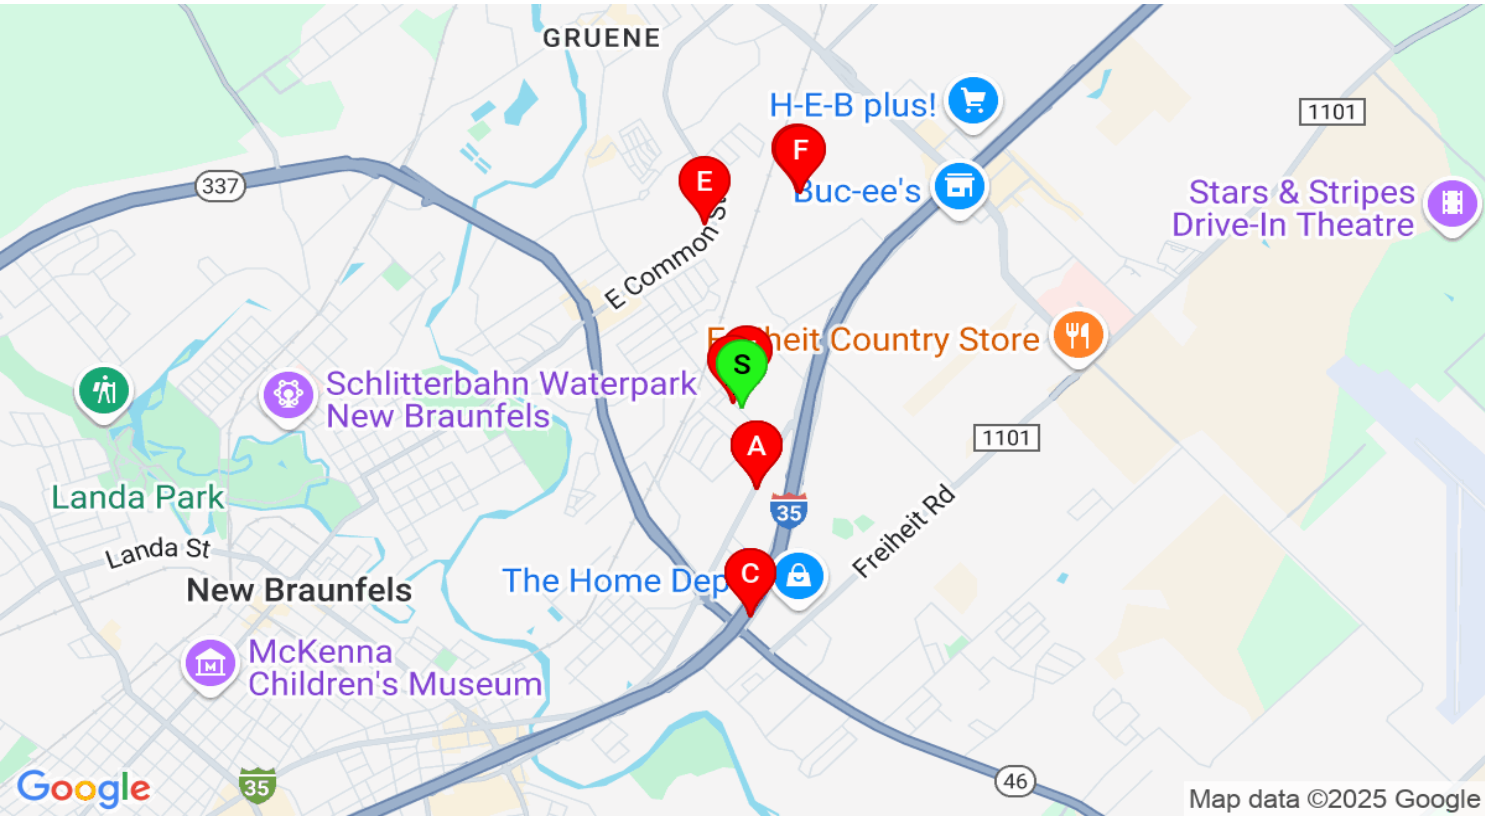 GRUENE
H-E-B plus!
1101
F
E
337
Buc-ee's
Stars & Stripes
Drive-In Theatre
E Common St
Country Store
S
Schlitterbahn Waterpark
New Braunfels
A
1101
Landa Park
35
Freiheit Rd
Landa St
The Home Dep
C
New Braunfels
McKenna
Children's Museum
M
46
Google
35
Map data ©2025 Google